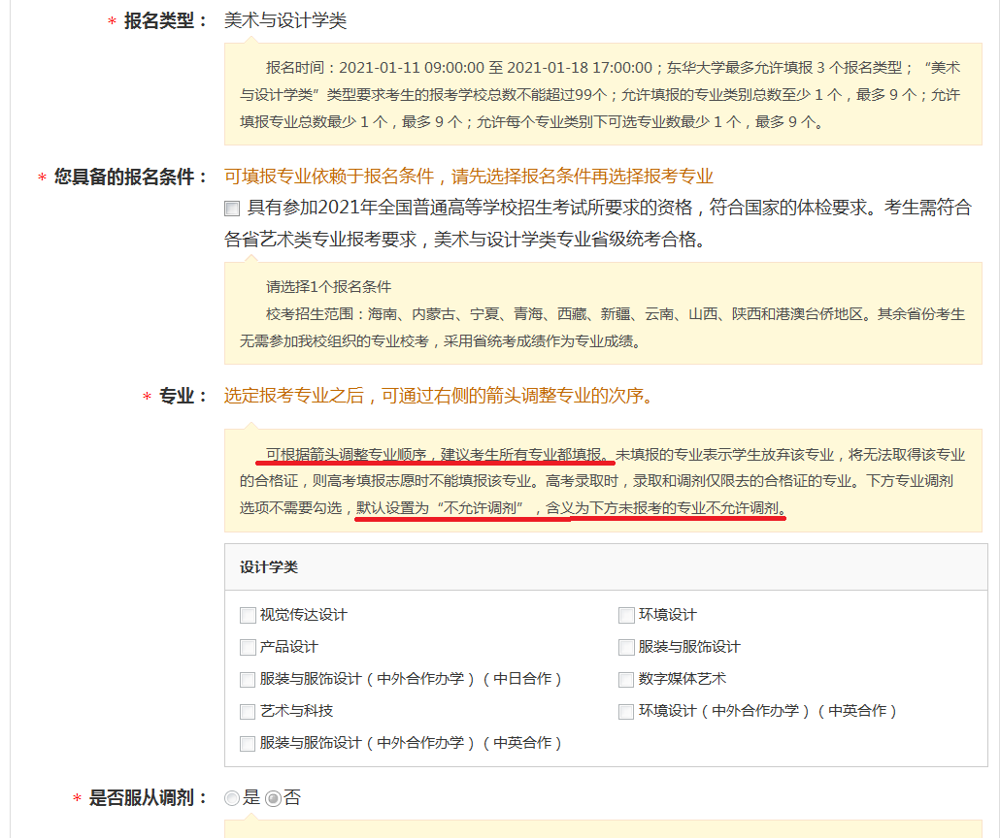 * 报名类型： 美术与设计学类
报名时间：2021-01-11 09:00:00 至 2021-01-18 17:00:00；东华大学最多允许填报 3 个报名类型；“美术
与设计学类”类型要求考生的报考学校总数不能超过99个；允许填报的专业类别总数至少 1 个，最多 9 个；允许
填报专业总数最少 1 个，最多 9 个；允许每个专业类别下可选专业数最少 1 个，最多 9 个。
* 您具备的报名条件： 可填报专业依赖于报名条件，请先选择报名条件再选择报考专业
具有参加2021年全国普通高等学校招生考试所要求的资格，符合国家的体检要求。考生需符合
各省艺术类专业报考要求，美术与设计学类专业省级统考合格。
请选择1个报名条件
校考招生范围：海南、内蒙古、宁夏、青海、西藏、新疆、云南、山西、陕西和港澳台侨地区。其余省份考生
无需参加我校组织的专业校考，采用省统考成绩作为专业成绩。
* 专业： 选定报考专业之后，可通过右侧的箭头调整专业的次序。
可根据箭头调整专业顺序，建议考生所有专业都填报。未填报的专业表示学生放弃该专业，将无法取得该专业
的合格证，则高考填报志愿时不能填报该专业。高考录取时，录取和调剂仅限去的合格证的专业。下方专业调剂
选项不需要勾选，默认设置为“不允许调剂”，含义为下方未报考的专业不允许调剂。
设计学类
视觉传达设计 环境设计
产品设计 服装与服饰设计
服装与服饰设计（中外合作办学）（中日合作） 数字媒体艺术
艺术与科技 环境设计（中外合作办学）（中英合作）
服装与服饰设计（中外合作办学）（中英合作）
* 是否服从调剂： 是 否